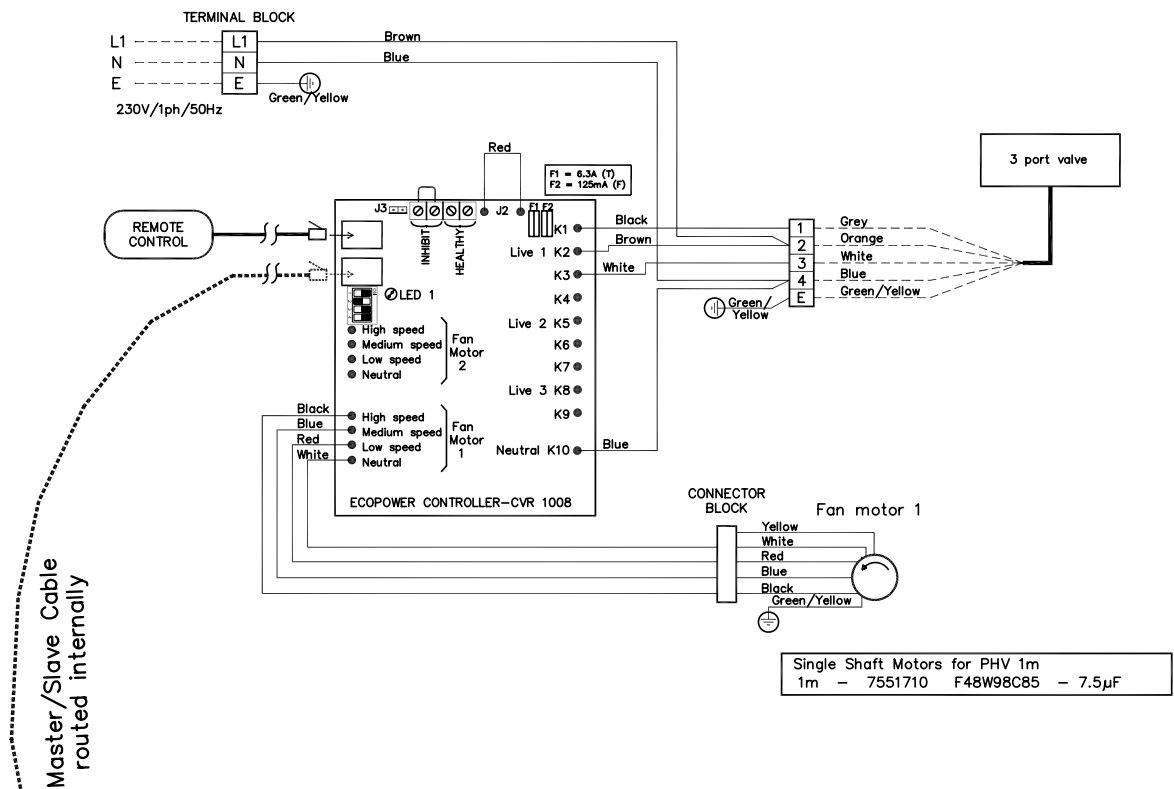 TERMINAL BLOCK
L1 L1 Brown
N N Blue
E E
Green/Yellow
230V/1ph/50Hz
3 port valve
Red
F1 = 6.3A (T)
F2 = 125mA (F)
J3 J2 F1 F2
REMOTE
CONTROL
INHIBIT
HEALTHY
K1 Black
Live 1 K2 Brown
K3 White
K4
Live 2 K5
K6
K7
Live 3 K8
K9
Neutral K10 Blue
1 Grey
2 Orange
3 White
4 Blue
E Green/Yellow
Green/
Yellow
LED 1
High speed
Medium speed
Low speed
Neutral
Fan
Motor
2
Black High speed
Blue Medium speed
Red Low speed
White Neutral
Fan
Motor
1
ECOPOWER CONTROLLER-CVR 1008
CONNECTOR
BLOCK
Fan motor 1
Yellow
White
Red
Blue
Black
Green/Yellow
Master/Slave Cable
routed internally
Single Shaft Motors for PHV 1m
1m – 7551710 F48W98C85 – 7.5µF